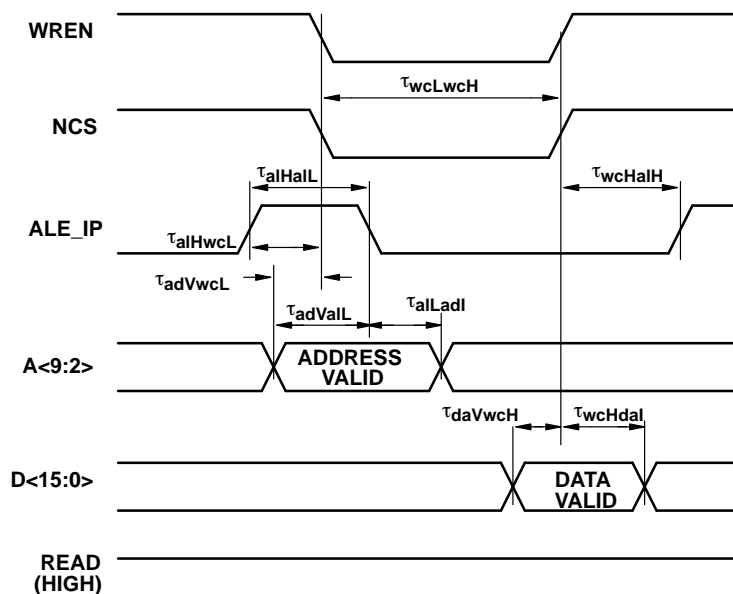 WREN
τwcLwcH
NCS
τalHalL
τwcHalH
ALE_IP
τalHwcL
τadVwcL
τadValL
τalLadI
A<9:2>
ADDRESS
VALID
τdaVwcH
τwcHdaI
D<15:0>
DATA
VALID
READ
(HIGH)